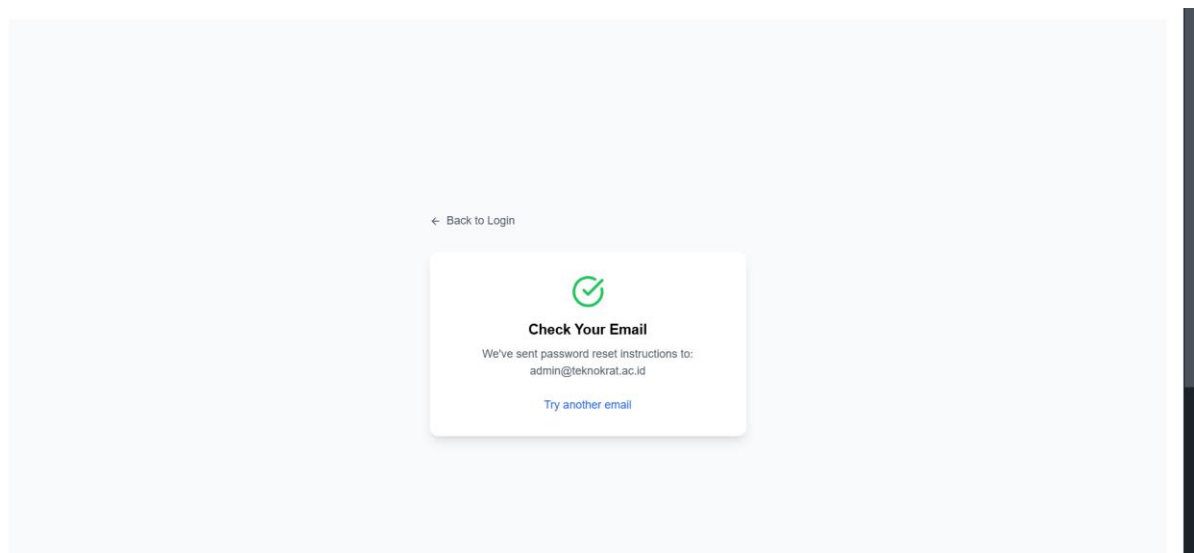 ← Back to Login
Check Your Email
We've sent password reset instructions to:
admin@teknokrat.ac.id
Try another email